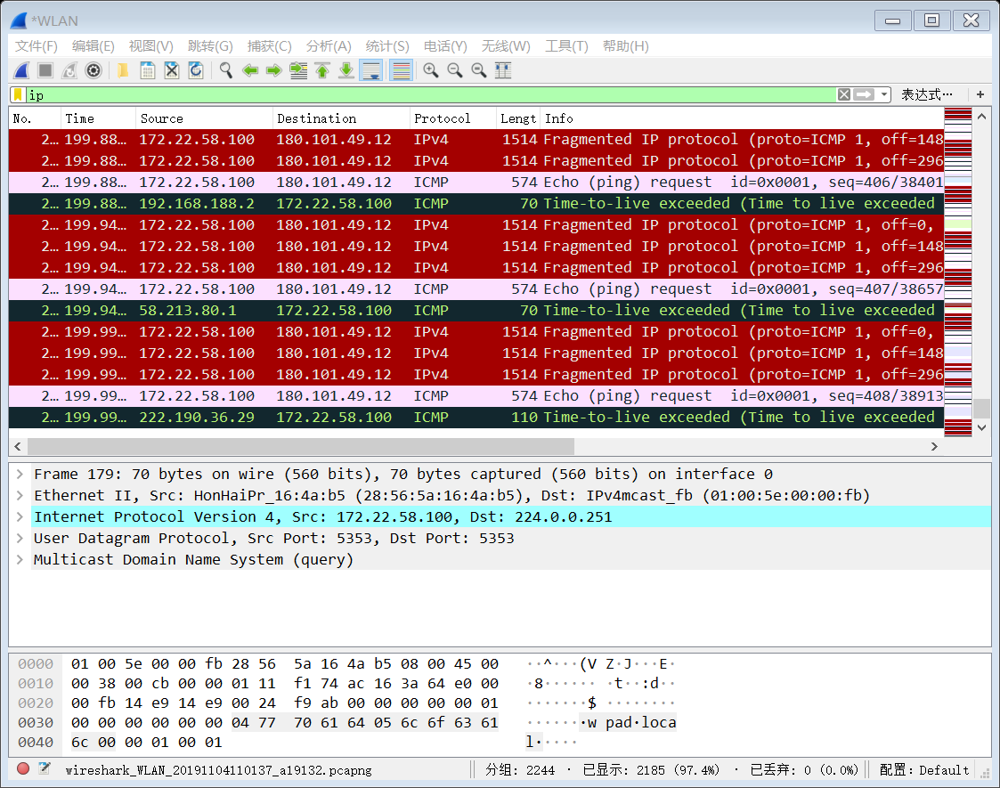 *WLAN
文件(F) 编辑(E) 视图(V) 跳转(G) 捕获(C) 分析(A) 统计(S) 电话(Y) 无线(W) 工具(T) 帮助(H)
ip 表达式… +
No. Time Source Destination Protocol Lengt Info
2… 199.88… 172.22.58.100 180.101.49.12 IPv4 1514 Fragmented IP protocol (proto=ICMP 1, off=148
2… 199.88… 172.22.58.100 180.101.49.12 IPv4 1514 Fragmented IP protocol (proto=ICMP 1, off=296
2… 199.88… 172.22.58.100 180.101.49.12 ICMP 574 Echo (ping) request  id=0x0001, seq=406/38401
2… 199.88… 192.168.188.2 172.22.58.100 ICMP 70 Time-to-live exceeded (Time to live exceeded
2… 199.94… 172.22.58.100 180.101.49.12 IPv4 1514 Fragmented IP protocol (proto=ICMP 1, off=0,
2… 199.94… 172.22.58.100 180.101.49.12 IPv4 1514 Fragmented IP protocol (proto=ICMP 1, off=148
2… 199.94… 172.22.58.100 180.101.49.12 IPv4 1514 Fragmented IP protocol (proto=ICMP 1, off=296
2… 199.94… 172.22.58.100 180.101.49.12 ICMP 574 Echo (ping) request  id=0x0001, seq=407/38657
2… 199.94… 58.213.80.1 172.22.58.100 ICMP 70 Time-to-live exceeded (Time to live exceeded
2… 199.99… 172.22.58.100 180.101.49.12 IPv4 1514 Fragmented IP protocol (proto=ICMP 1, off=0,
2… 199.99… 172.22.58.100 180.101.49.12 IPv4 1514 Fragmented IP protocol (proto=ICMP 1, off=148
2… 199.99… 172.22.58.100 180.101.49.12 IPv4 1514 Fragmented IP protocol (proto=ICMP 1, off=296
2… 199.99… 172.22.58.100 180.101.49.12 ICMP 574 Echo (ping) request  id=0x0001, seq=408/38913
2… 199.99… 222.190.36.29 172.22.58.100 ICMP 110 Time-to-live exceeded (Time to live exceeded
Frame 179: 70 bytes on wire (560 bits), 70 bytes captured (560 bits) on interface 0
Ethernet II, Src: HonHaiPr_16:4a:b5 (28:56:5a:16:4a:b5), Dst: IPv4mcast_fb (01:00:5e:00:00:fb)
Internet Protocol Version 4, Src: 172.22.58.100, Dst: 224.0.0.251
User Datagram Protocol, Src Port: 5353, Dst Port: 5353
Multicast Domain Name System (query)
0000 01 00 5e 00 00 fb 28 56 5a 16 4a b5 08 00 45 00 ··^···(V Z·J···E·
0010 00 38 00 cb 00 00 01 11 f1 74 ac 16 3a 64 e0 00 ·8······ ·t··:d··
0020 00 fb 14 e9 14 e9 00 24 f9 ab 00 00 00 00 00 01 ·······$ ········
0030 00 00 00 00 00 00 04 77 70 61 64 05 6c 6f 63 61 ·······w pad·loca
0040 6c 00 00 01 00 01 l·····
wireshark_WLAN_20191104110137_a19132.pcapng 分组: 2244 · 已显示: 2185 (97.4%) · 已丢弃: 0 (0.0%) 配置: Default